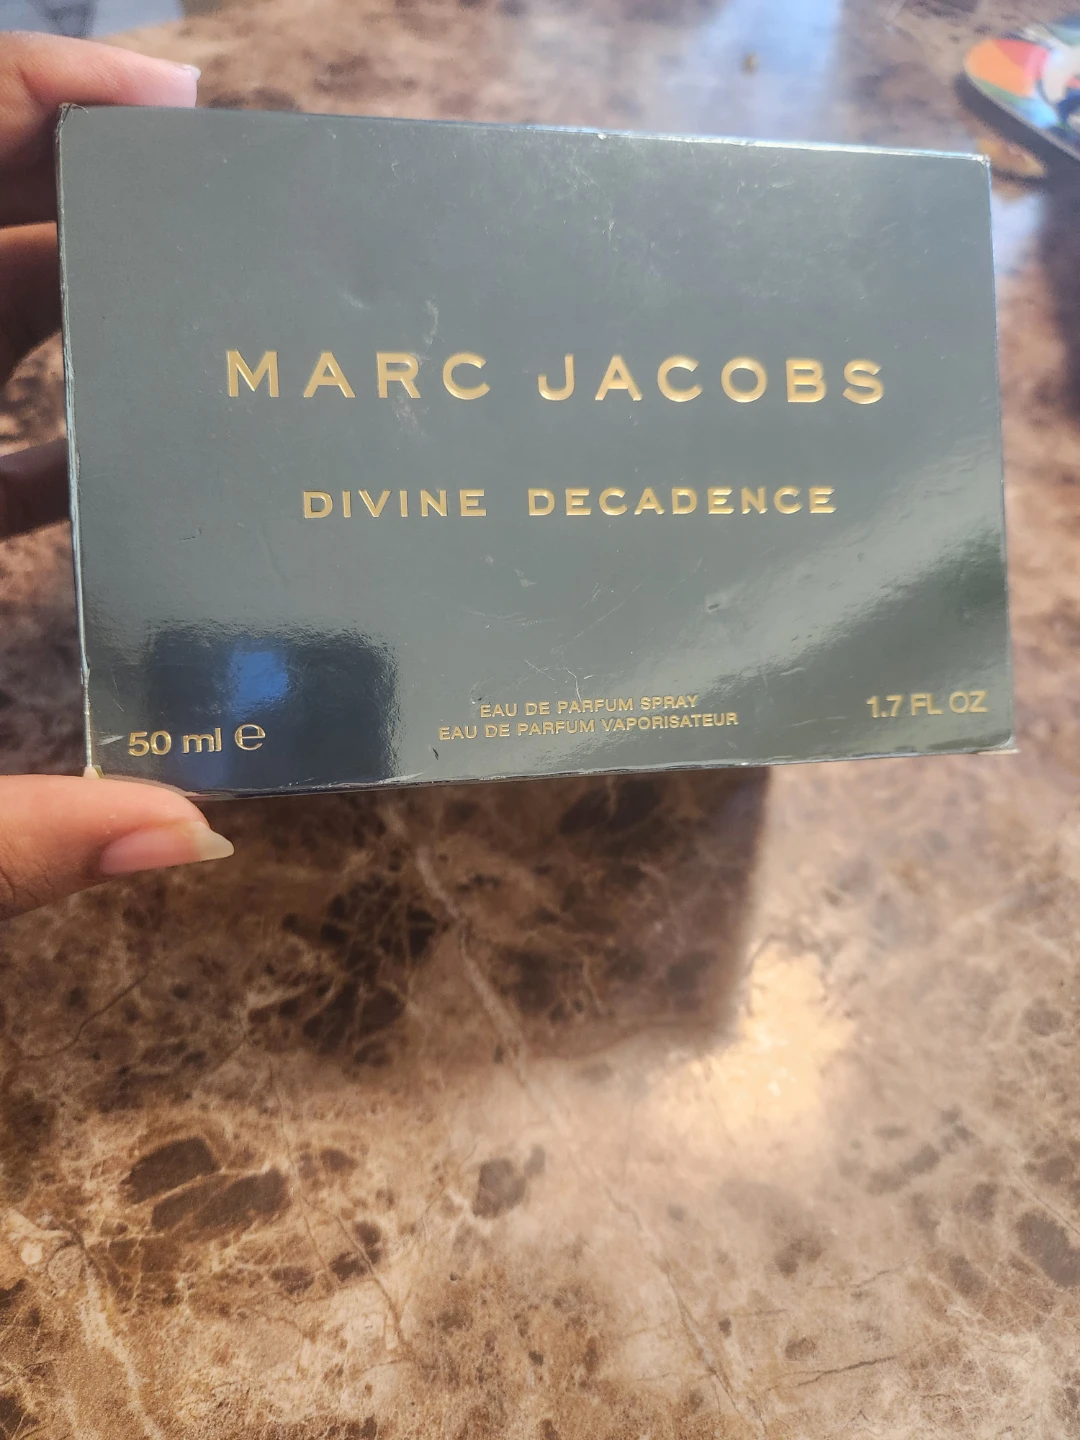 MARC JACOBS
DIVINE DECADENCE
EAU DE PARFUM SPRAY
EAU DE PARFUM VAPORISATEUR
50 ml ℮
1.7 FL OZ